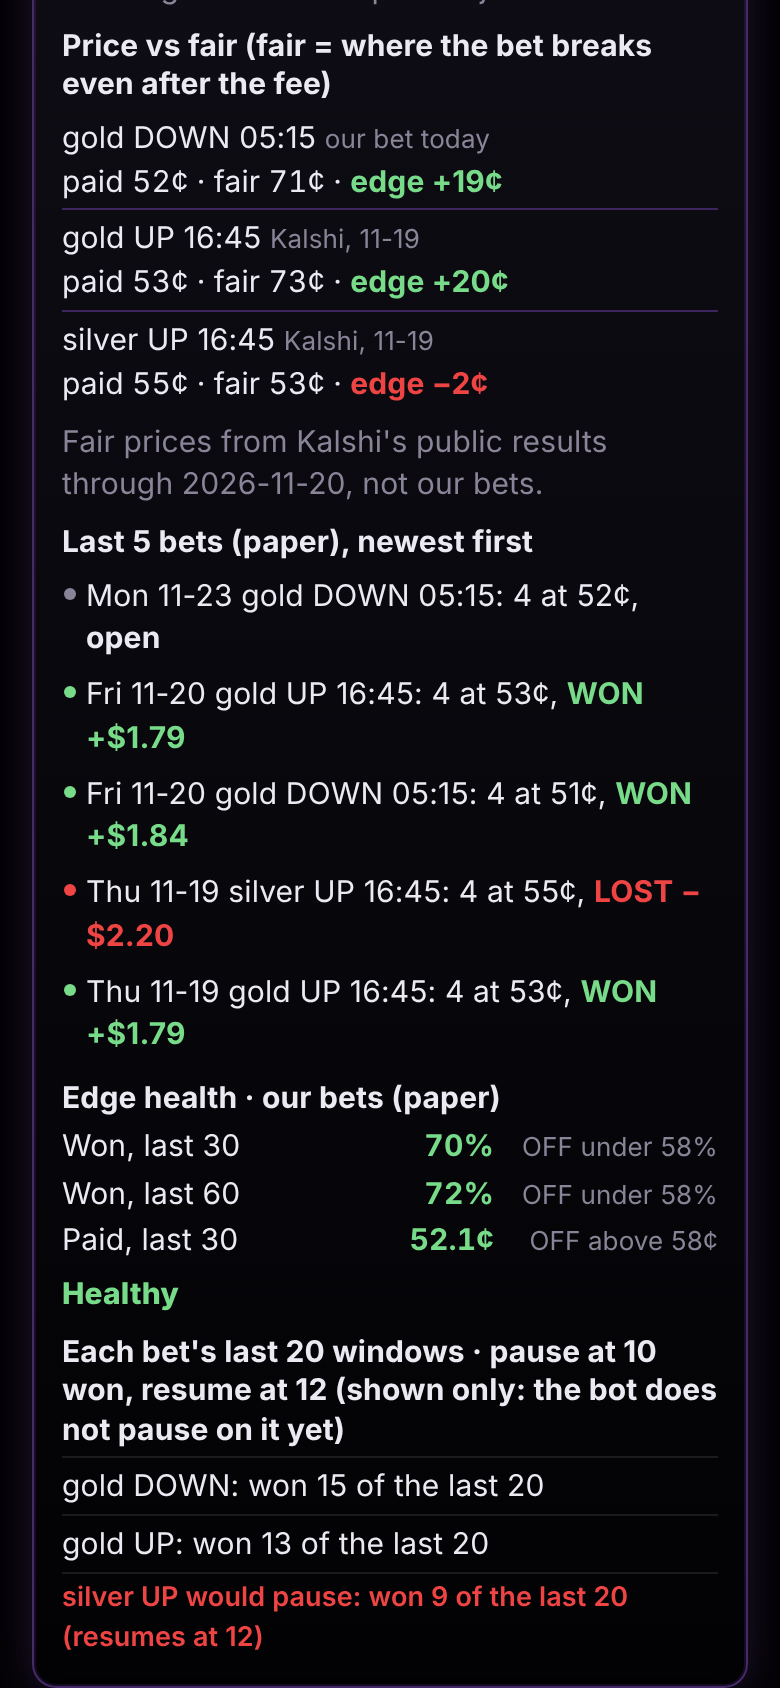 Price vs fair (fair = where the bet breaks
even after the fee)
gold DOWN 05:15 our bet today
paid 52¢ · fair 71¢ · edge +19¢
gold UP 16:45 Kalshi, 11-19
paid 53¢ · fair 73¢ · edge +20¢
silver UP 16:45 Kalshi, 11-19
paid 55¢ · fair 53¢ · edge −2¢
Fair prices from Kalshi's public results
through 2026-11-20, not our bets.
Last 5 bets (paper), newest first
Mon 11-23 gold DOWN 05:15: 4 at 52¢,
open
Fri 11-20 gold UP 16:45: 4 at 53¢, WON
+$1.79
Fri 11-20 gold DOWN 05:15: 4 at 51¢, WON
+$1.84
Thu 11-19 silver UP 16:45: 4 at 55¢, LOST −
$2.20
Thu 11-19 gold UP 16:45: 4 at 53¢, WON
+$1.79
Edge health · our bets (paper)
Won, last 30 70% OFF under 58%
Won, last 60 72% OFF under 58%
Paid, last 30 52.1¢ OFF above 58¢
Healthy
Each bet's last 20 windows · pause at 10
won, resume at 12 (shown only: the bot does
not pause on it yet)
gold DOWN: won 15 of the last 20
gold UP: won 13 of the last 20
silver UP would pause: won 9 of the last 20
(resumes at 12)